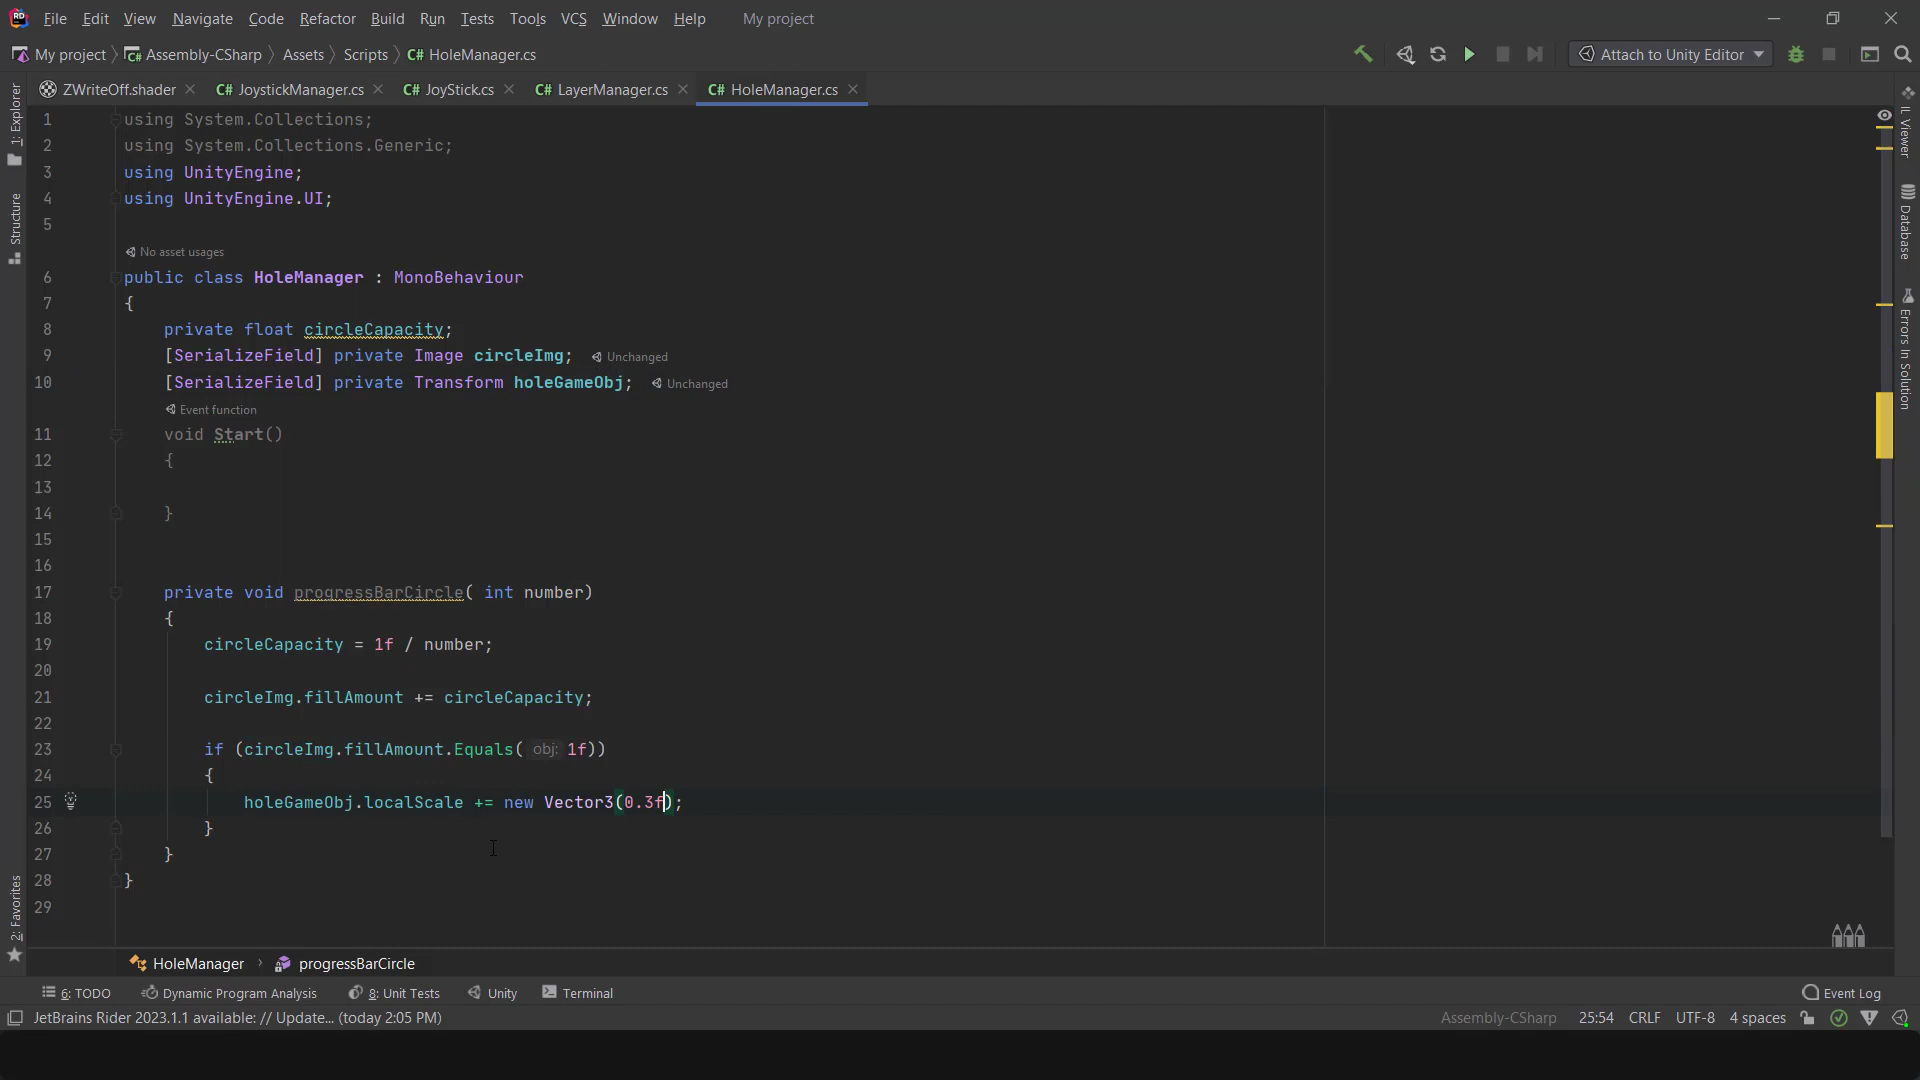 File Edit View Navigate Code Refactor Build Run Tests Tools VCS Window Help My project
My project Assembly-CSharp Assets Scripts C# HoleManager.cs Attach to Unity Editor
ZWriteOff.shader C# JoystickManager.cs C# JoyStick.cs C# LayerManager.cs C# HoleManager.cs
1: Explorer
Structure
2: Favorites
1 using System.Collections;
2 using System.Collections.Generic;
3 using UnityEngine;
4 using UnityEngine.UI;
5
No asset usages
6 public class HoleManager : MonoBehaviour
7 {
8 private float circleCapacity;
9 [SerializeField] private Image circleImg; Unchanged
10 [SerializeField] private Transform holeGameObj; Unchanged
Event function
11 void Start()
12 {
13
14 }
15
16
17 private void progressBarCircle( int number)
18 {
19 circleCapacity = 1f / number;
20
21 circleImg.fillAmount += circleCapacity;
22
23 if (circleImg.fillAmount.Equals( obj: 1f))
24 {
25 holeGameObj.localScale += new Vector3(0.3f);
26 }
27 }
28 }
29
IL Viewer
Database
Errors In Solution
HoleManager progressBarCircle
6: TODO Dynamic Program Analysis 8: Unit Tests Unity Terminal Event Log
JetBrains Rider 2023.1.1 available: // Update... (today 2:05 PM) Assembly-CSharp 25:54 CRLF UTF-8 4 spaces